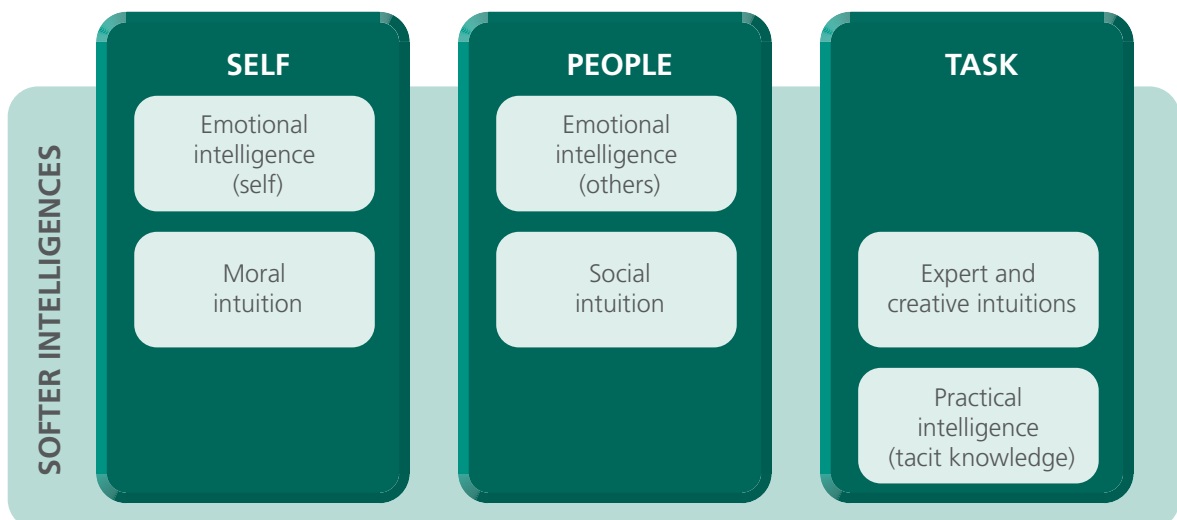 SOFTER INTELLIGENCES
SELF
Emotional
intelligence
(self)
Moral
intuition
PEOPLE
Emotional
intelligence
(others)
Social
intuition
TASK
Expert and
creative intuitions
Practical
intelligence
(tacit knowledge)